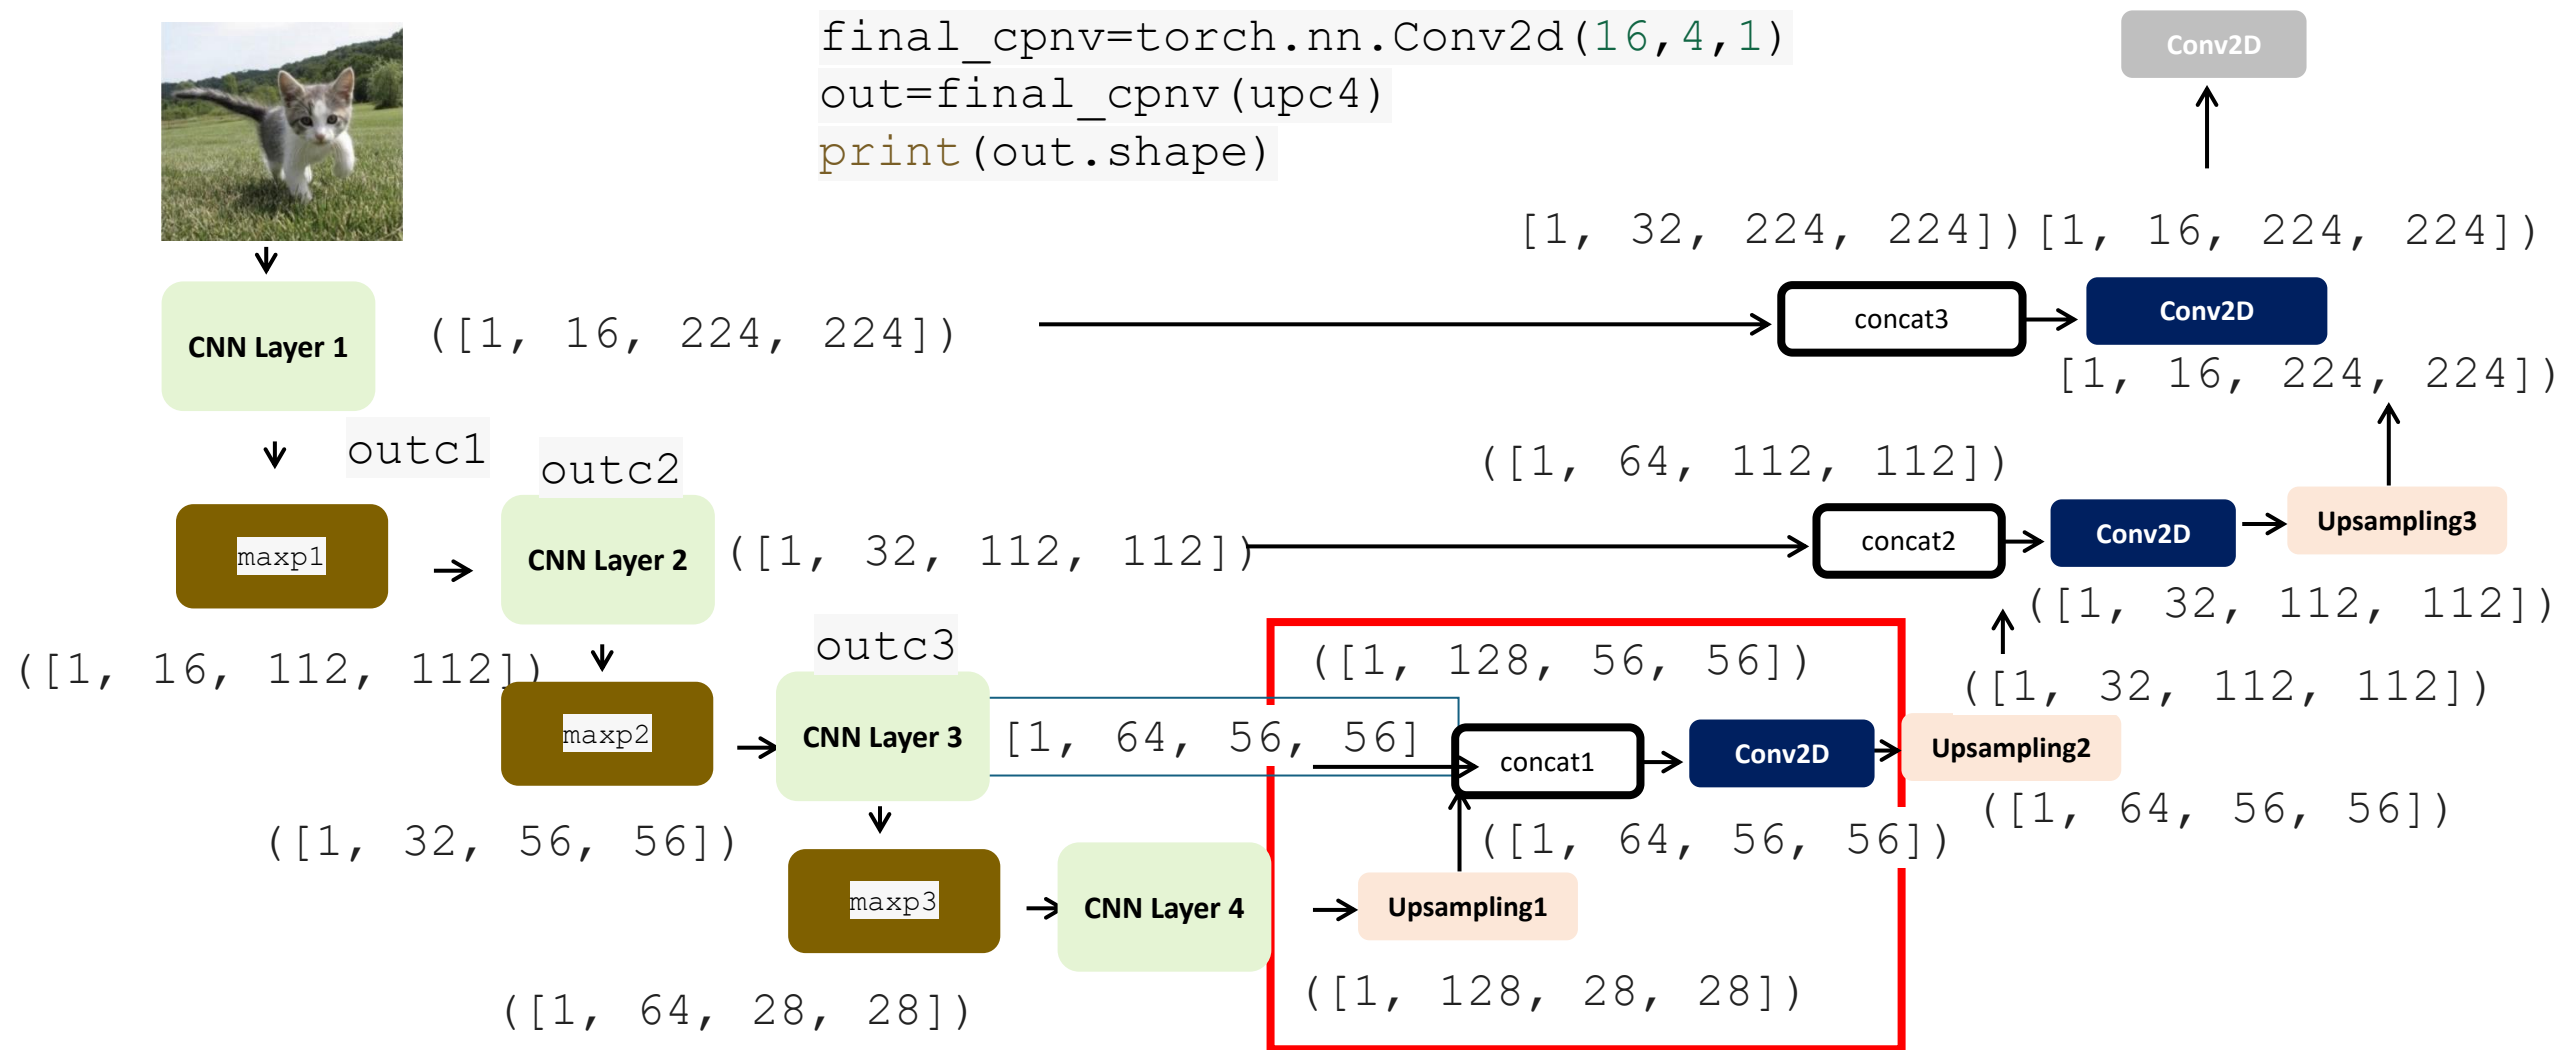 final_cpnv=torch.nn.Conv2d(16,4,1)
out=final_cpnv(upc4)
print(out.shape)
Conv2D
[1, 32, 224, 224])
[1, 16, 224, 224])
CNN Layer 1
([1, 16, 224, 224])
concat3
Conv2D
[1, 16, 224, 224])
outc1
outc2
([1, 64, 112, 112])
maxp1
CNN Layer 2
([1, 32, 112, 112])
concat2
Conv2D
Upsampling3
([1, 32, 112, 112])
([1, 16, 112, 112])
outc3
([1, 128, 56, 56])
([1, 32, 112, 112])
maxp2
CNN Layer 3
[1, 64, 56, 56]
concat1
Conv2D
Upsampling2
([1, 64, 56, 56])
([1, 32, 56, 56])
([1, 64, 56, 56])
maxp3
CNN Layer 4
Upsampling1
([1, 64, 28, 28])
([1, 128, 28, 28])